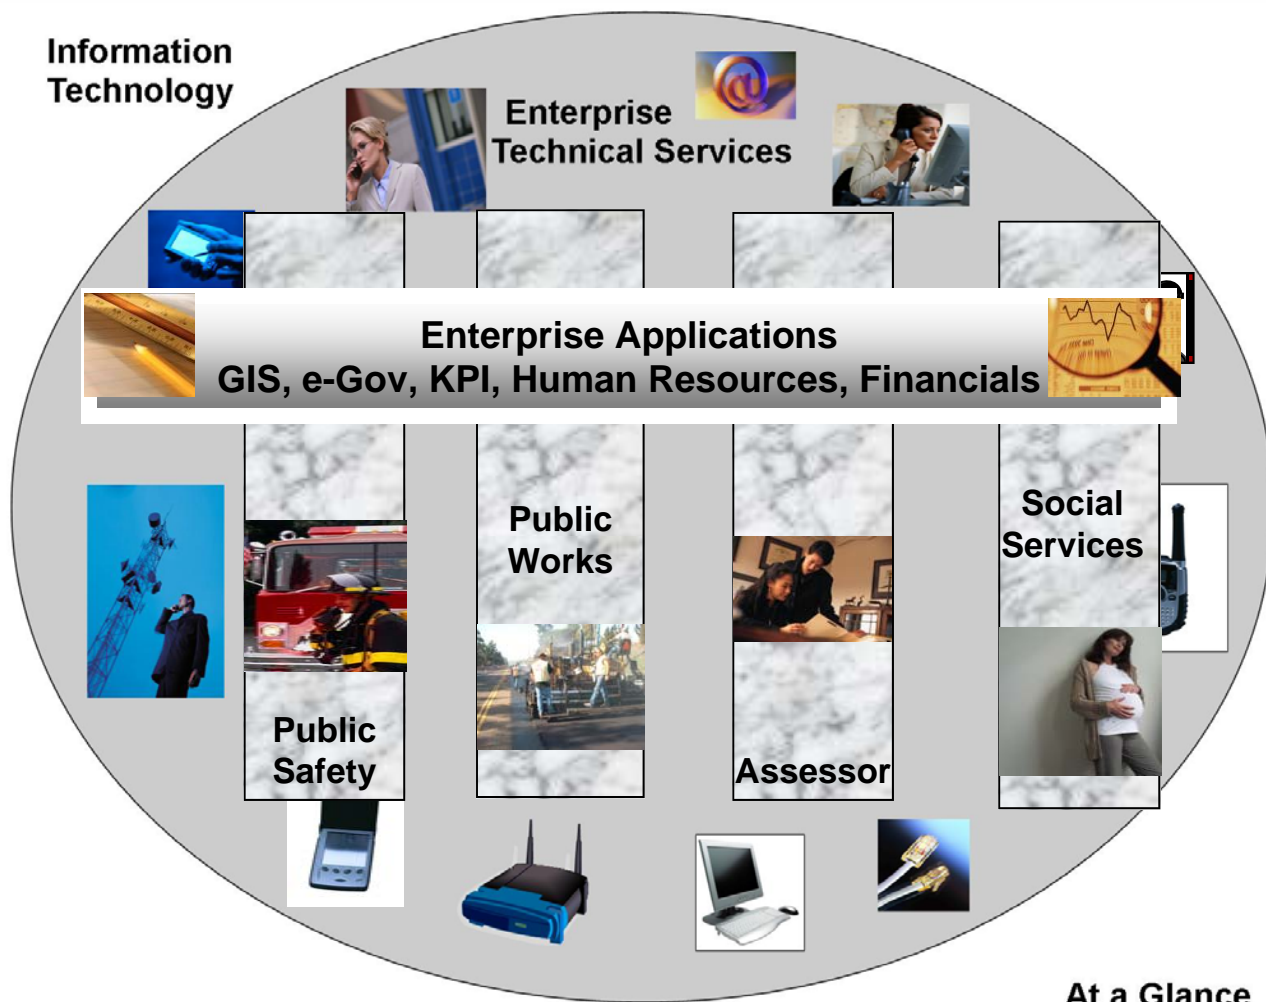 Information
Technology
Enterprise
Technical Services
Enterprise Applications
GIS, e-Gov, KPI, Human Resources, Financials
Public
Works
Social
Services
Public
Safety
Assessor
At a Glance